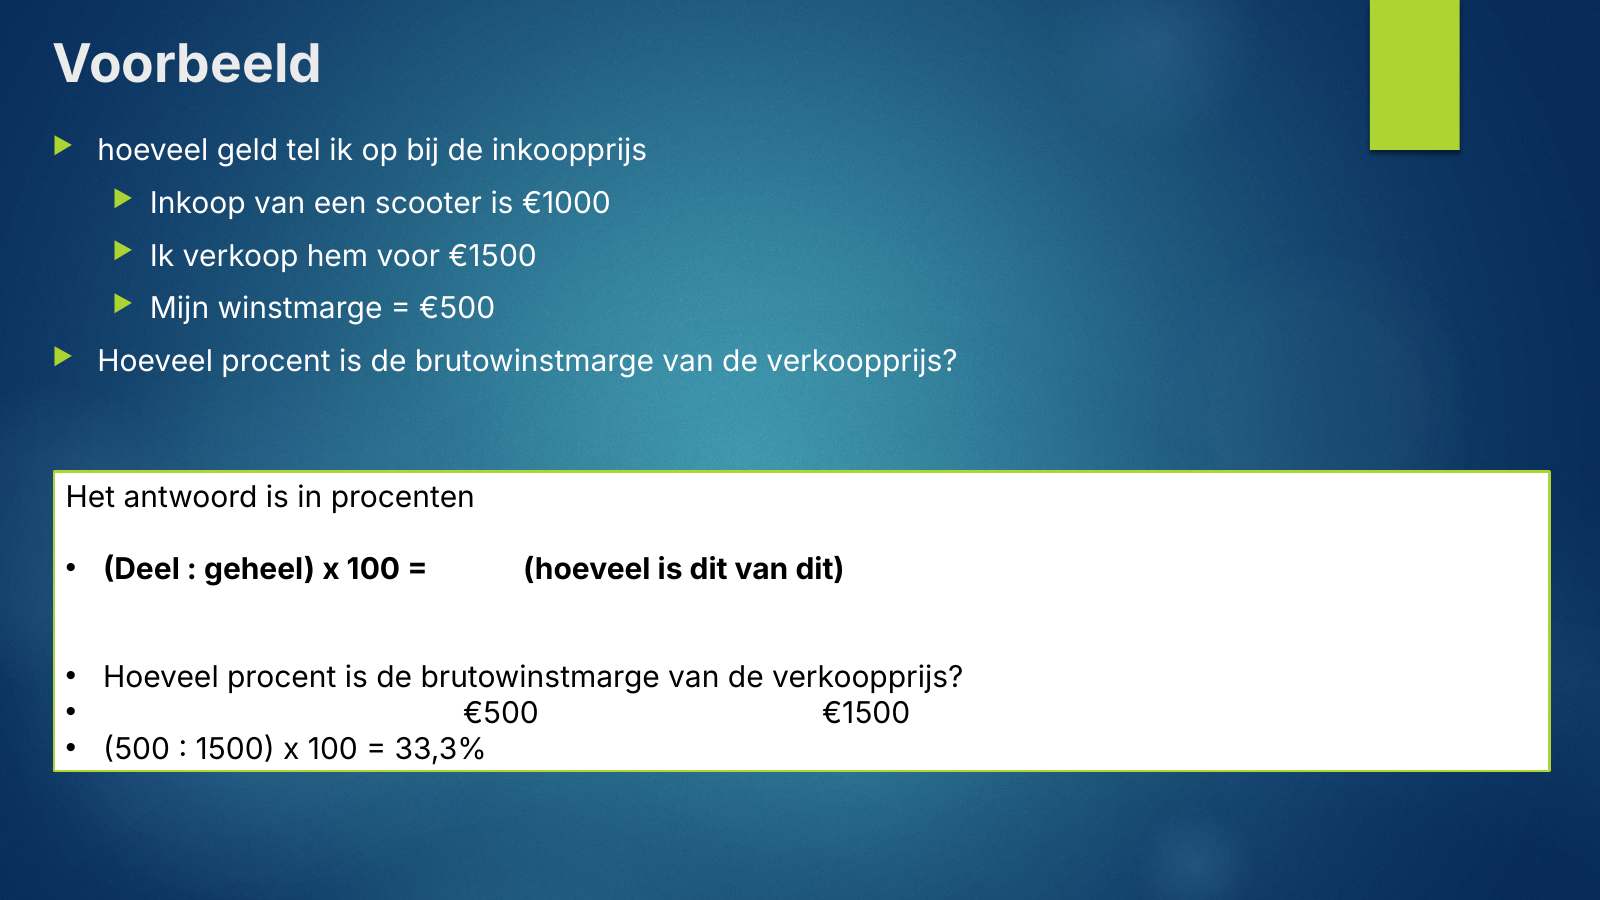 Voorbeeld
hoeveel geld tel ik op bij de inkoopprijs
Inkoop van een scooter is €1000
Ik verkoop hem voor €1500
Mijn winstmarge = €500
Hoeveel procent is de brutowinstmarge van de verkoopprijs?
Het antwoord is in procenten
• (Deel : geheel) x 100 = (hoeveel is dit van dit)
• Hoeveel procent is de brutowinstmarge van de verkoopprijs?
• €500 €1500
• (500 : 1500) x 100 = 33,3%